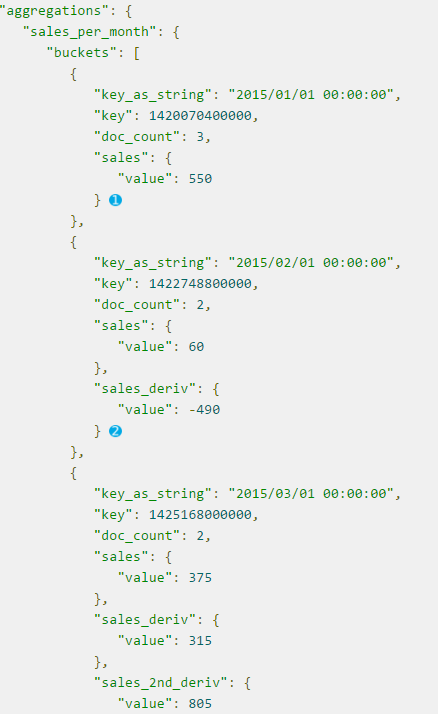 "aggregations": {
"sales_per_month": {
"buckets": [
{
"key_as_string": "2015/01/01 00:00:00",
"key": 1420070400000,
"doc_count": 3,
"sales": {
"value": 550
} 1
},
{
"key_as_string": "2015/02/01 00:00:00",
"key": 1422748800000,
"doc_count": 2,
"sales": {
"value": 60
},
"sales_deriv": {
"value": -490
} 2
},
{
"key_as_string": "2015/03/01 00:00:00",
"key": 1425168000000,
"doc_count": 2,
"sales": {
"value": 375
},
"sales_deriv": {
"value": 315
},
"sales_2nd_deriv": {
"value": 805